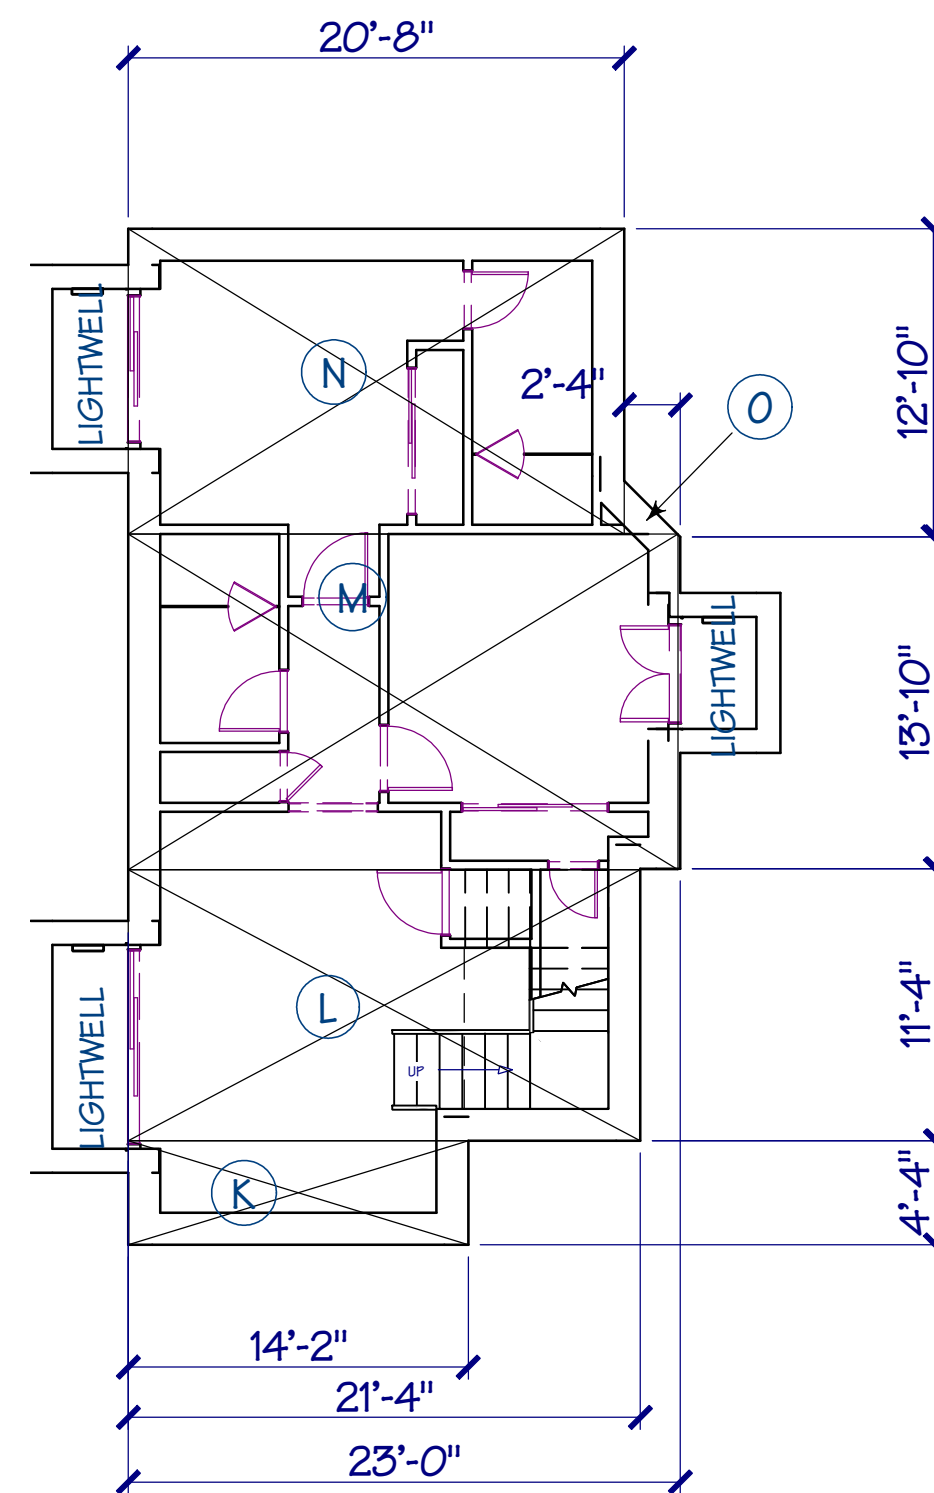 20'-8"
LIGHTWELL
N
2'-4"
O
12'-10"
M
LIGHTWELL
13'-10"
L
UP
LIGHTWELL
11'-4"
K
4'-4"
14'-2"
21'-4"
23'-0"